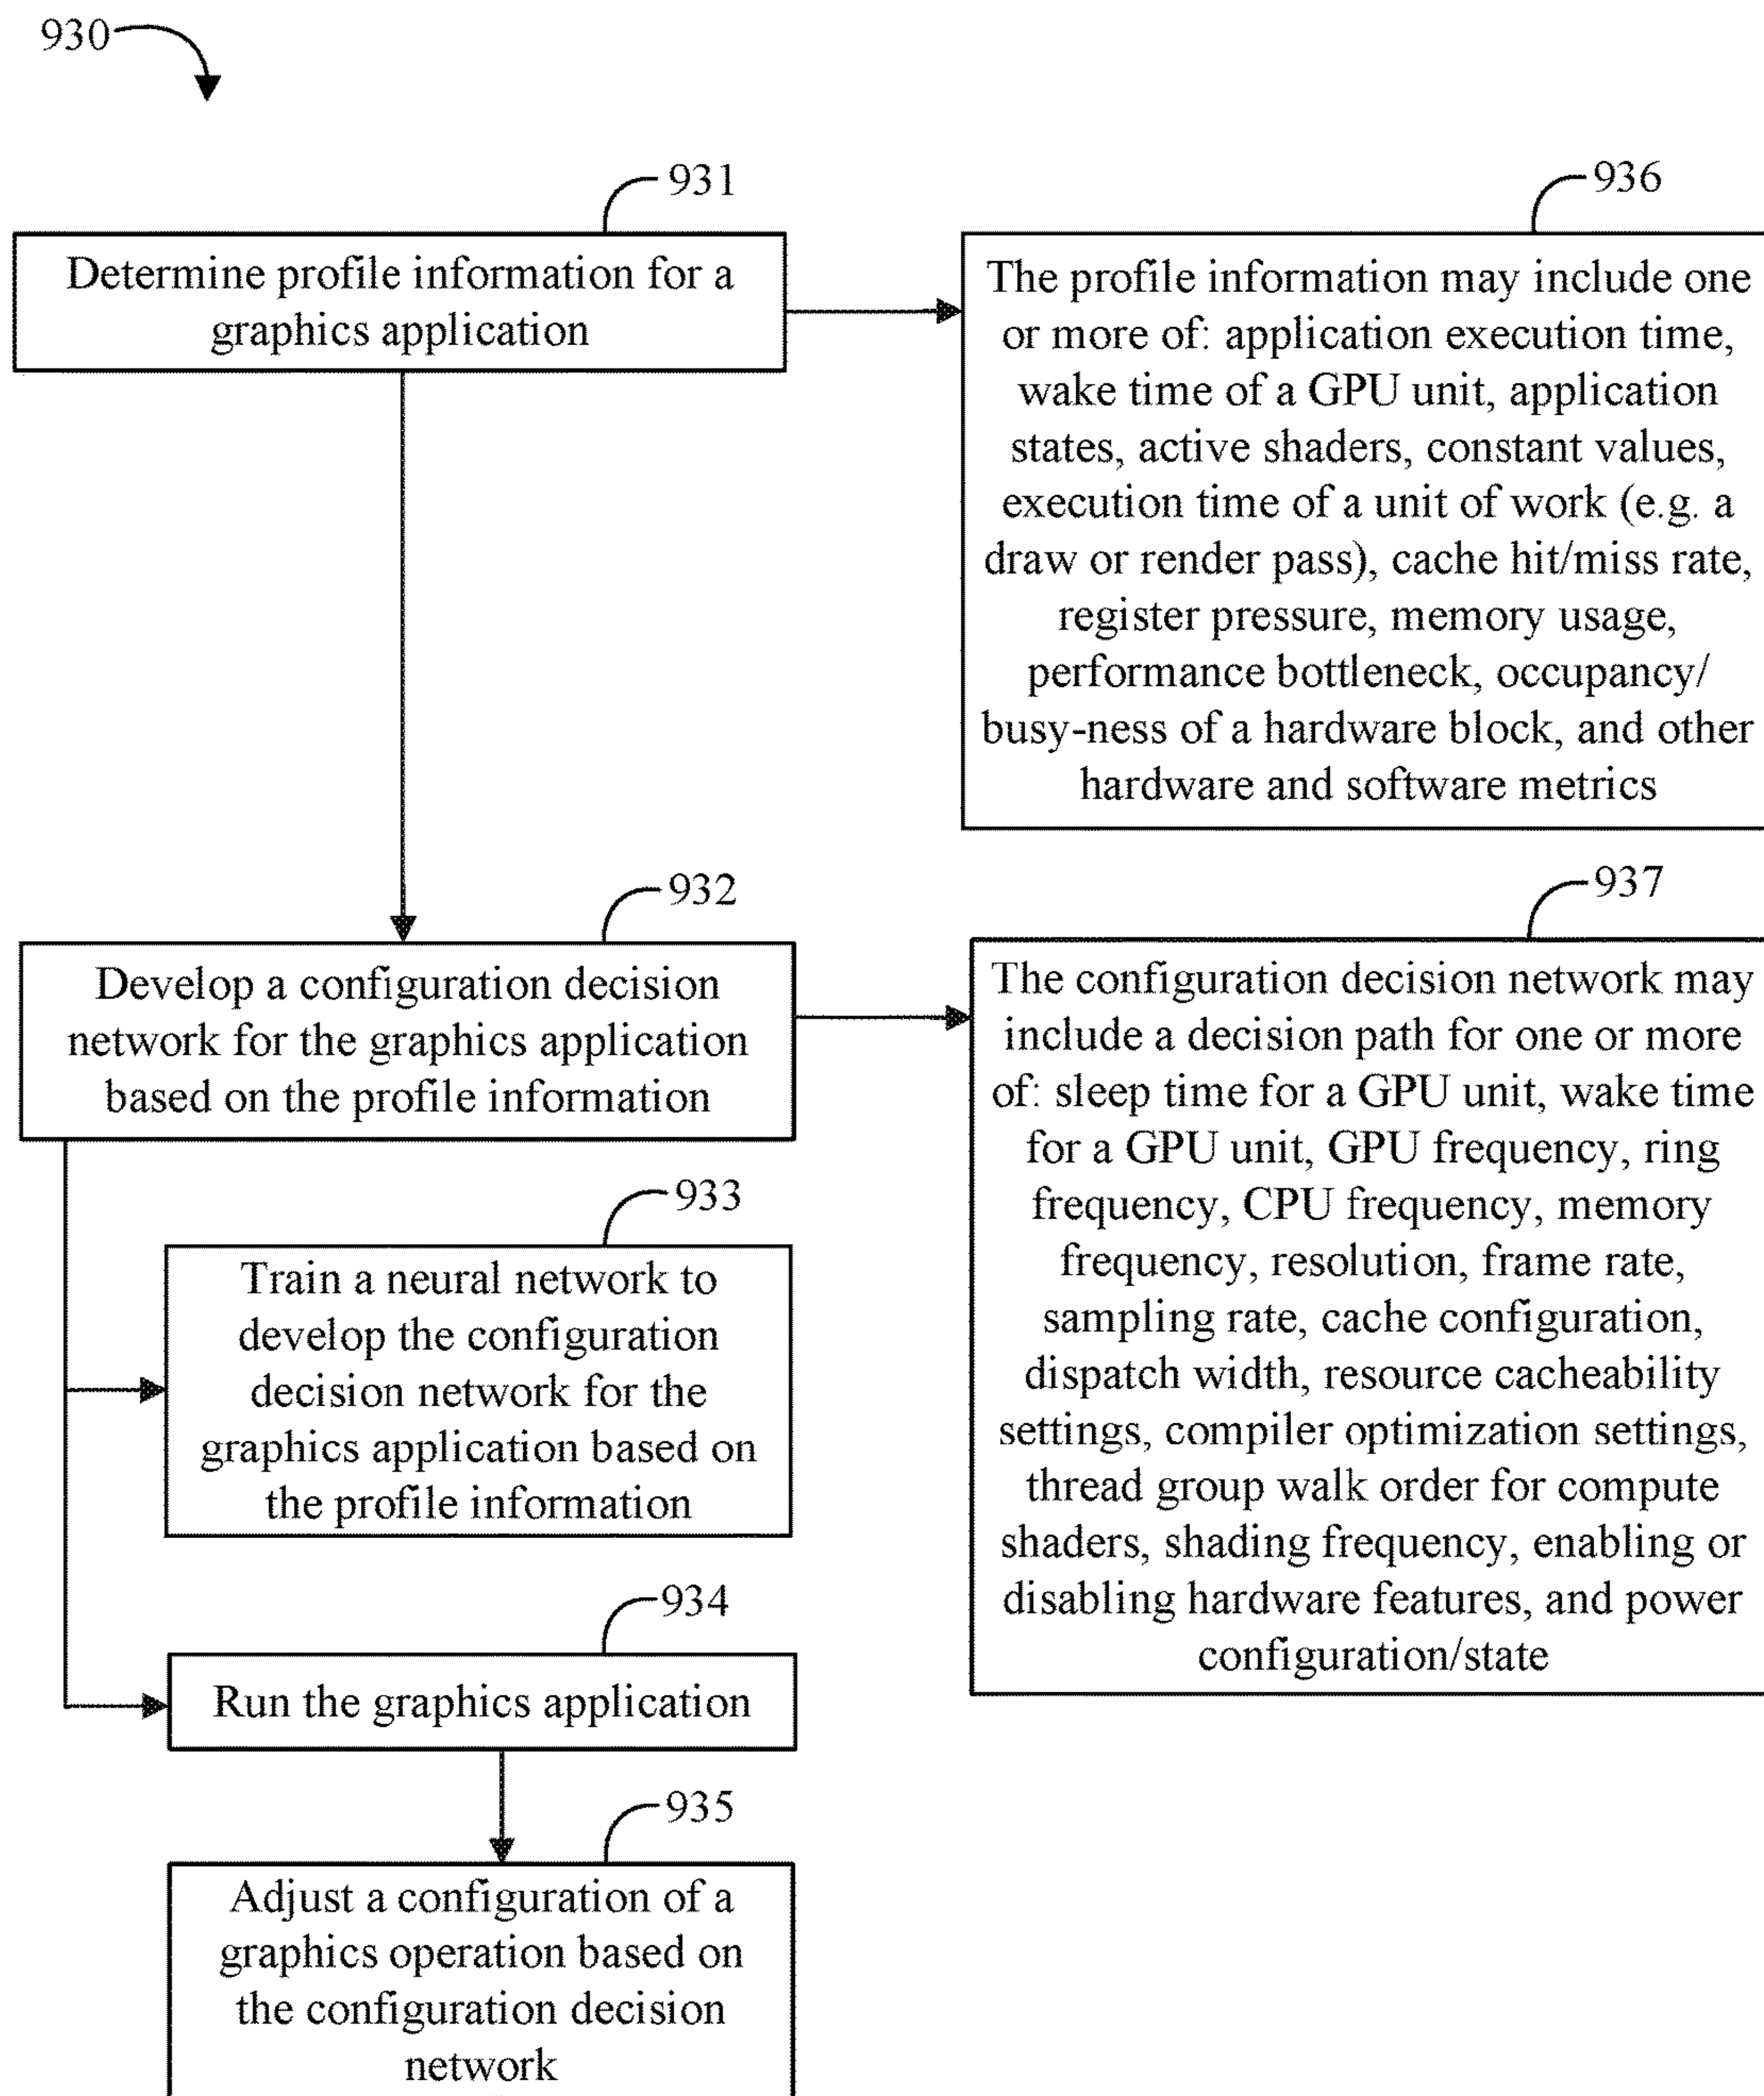 930
931
Determine profile information for a
graphics application
936
The profile information may include one
or more of: application execution time,
wake time of a GPU unit, application
states, active shaders, constant values,
execution time of a unit of work (e.g. a
draw or render pass), cache hit/miss rate,
register pressure, memory usage,
performance bottleneck, occupancy/
busy-ness of a hardware block, and other
hardware and software metrics
932
Develop a configuration decision
network for the graphics application
based on the profile information
937
The configuration decision network may
include a decision path for one or more
of: sleep time for a GPU unit, wake time
for a GPU unit, GPU frequency, ring
frequency, CPU frequency, memory
frequency, resolution, frame rate,
sampling rate, cache configuration,
dispatch width, resource cacheability
settings, compiler optimization settings,
thread group walk order for compute
shaders, shading frequency, enabling or
disabling hardware features, and power
configuration/state
933
Train a neural network to
develop the configuration
decision network for the
graphics application based on
the profile information
934
Run the graphics application
935
Adjust a configuration of a
graphics operation based on
the configuration decision
network